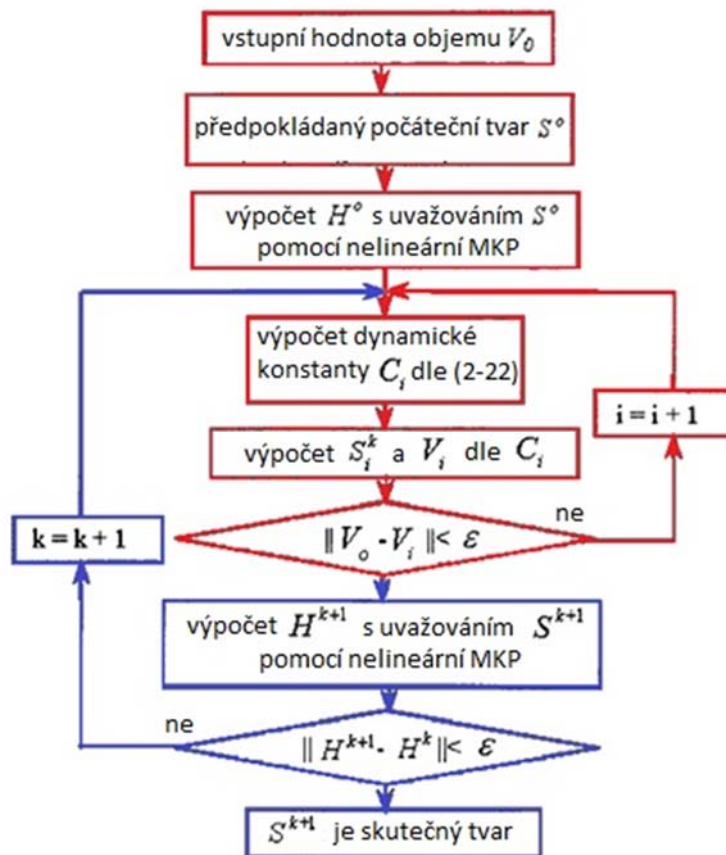 vstupní hodnota objemu V₀
předpokládaný počáteční tvar S°
výpočet H° s uvažováním S°
pomocí nelineární MKP
výpočet dynamické
konstanty Cᵢ dle (2-22)
i = i + 1
výpočet Sᵢᵏ a Vᵢ dle Cᵢ
ne
k = k + 1
|| Vₒ - Vᵢ ||< ε
výpočet Hᵏ⁺¹ s uvažováním Sᵏ⁺¹
pomocí nelineární MKP
ne
|| Hᵏ⁺¹- Hᵏ ||< ε
Sᵏ⁺¹ je skutečný tvar